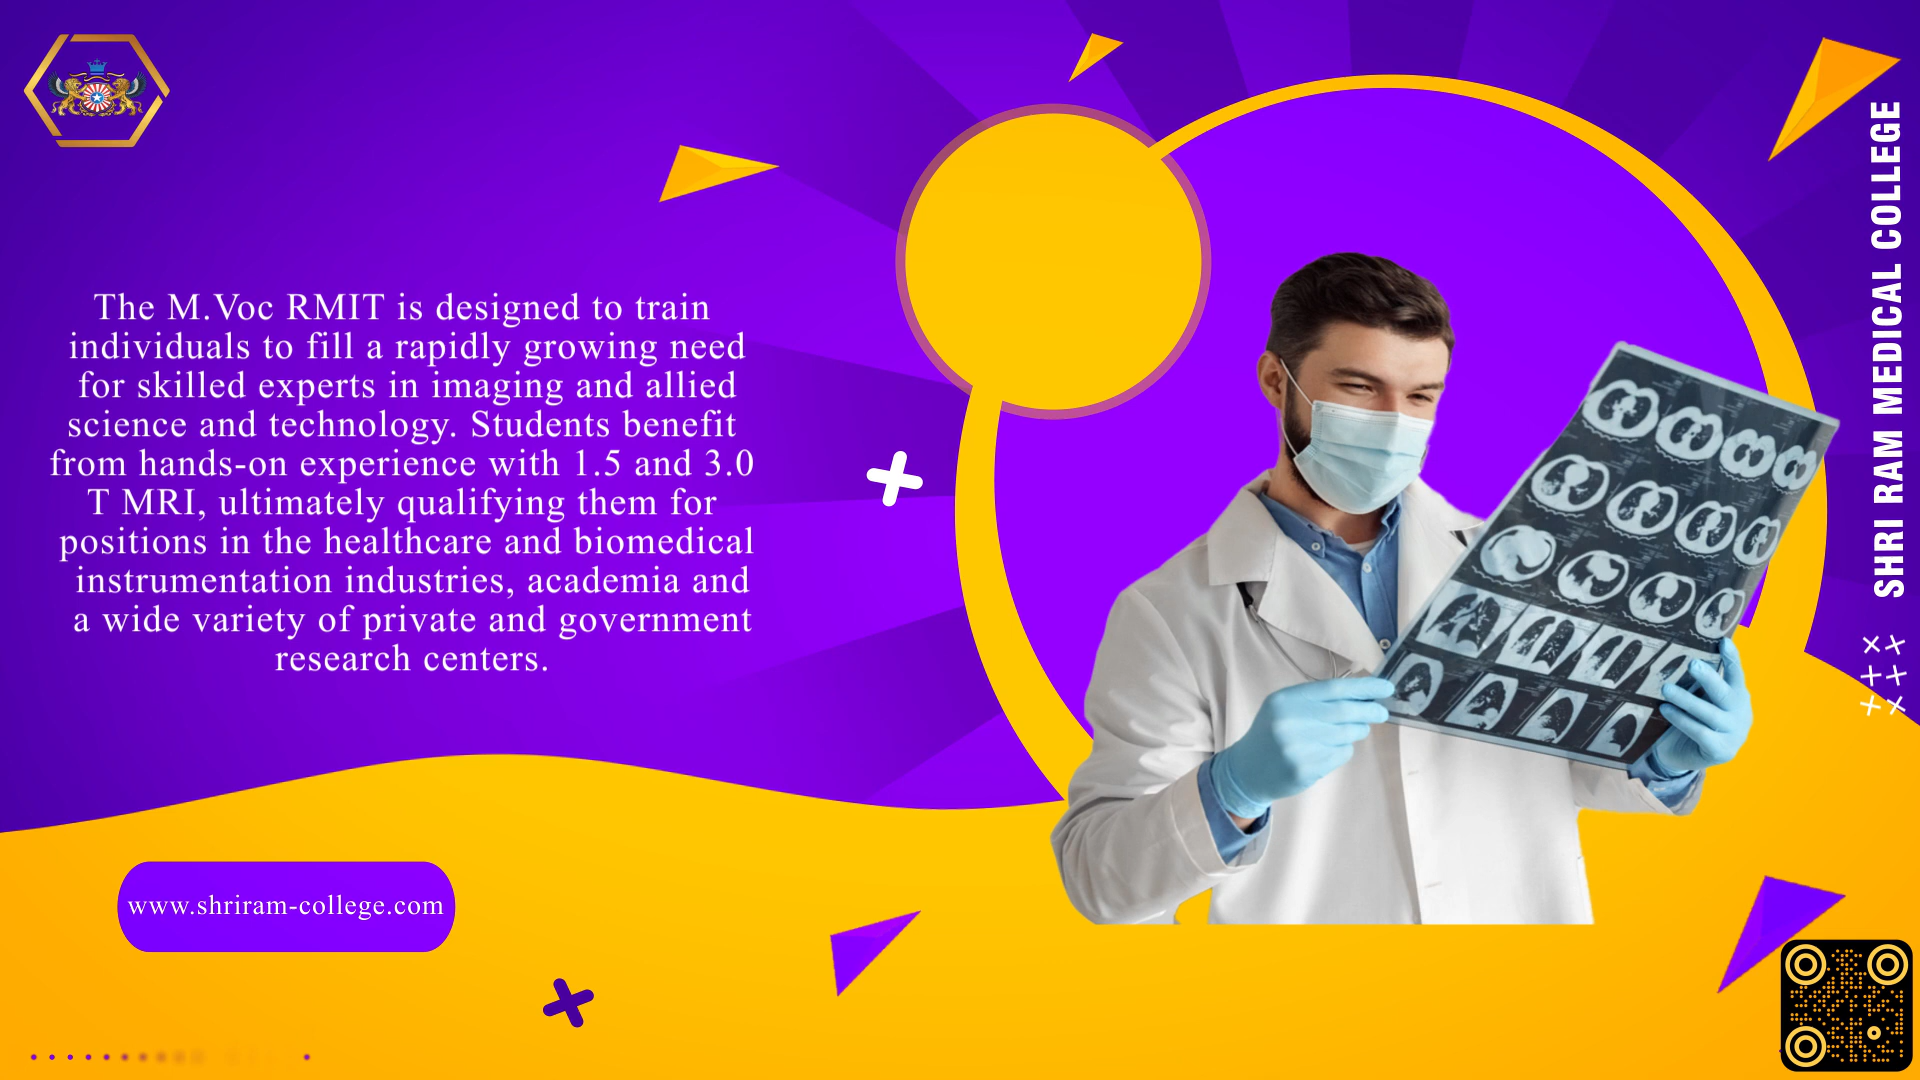 The M.Voc RMIT is designed to train
individuals to fill a rapidly growing need
for skilled experts in imaging and allied
science and technology. Students benefit
from hands-on experience with 1.5 and 3.0
T MRI, ultimately qualifying them for
positions in the healthcare and biomedical
instrumentation industries, academia and
a wide variety of private and government
research centers.
www.shriram-college.com
SHRI RAM MEDICAL COLLEGE